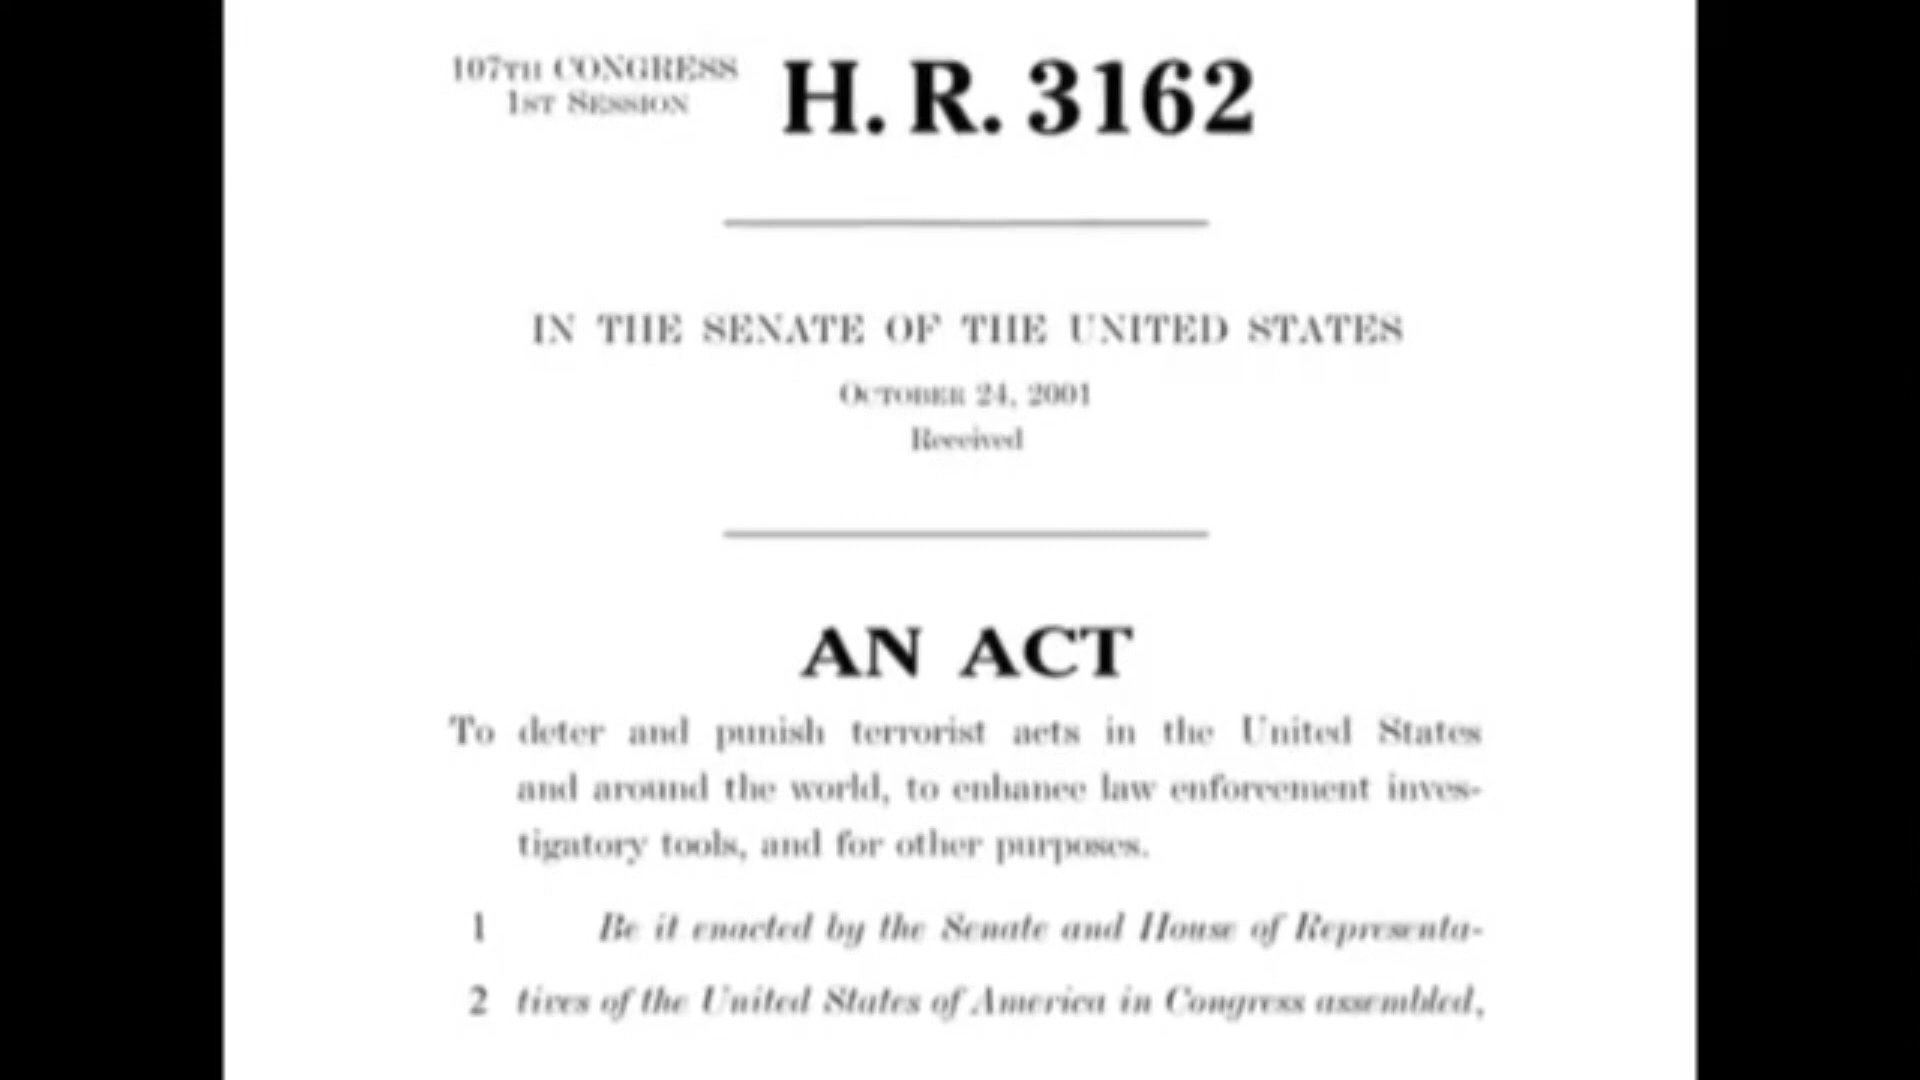 107TH CONGRESS
1ST SESSION
H. R. 3162
IN THE SENATE OF THE UNITED STATES
OCTOBER 24, 2001
Received
AN ACT
To deter and punish terrorist acts in the United States
and around the world, to enhance law enforcement inves-
tigatory tools, and for other purposes.
1 Be it enacted by the Senate and House of Representa-
2 tives of the United States of America in Congress assembled,